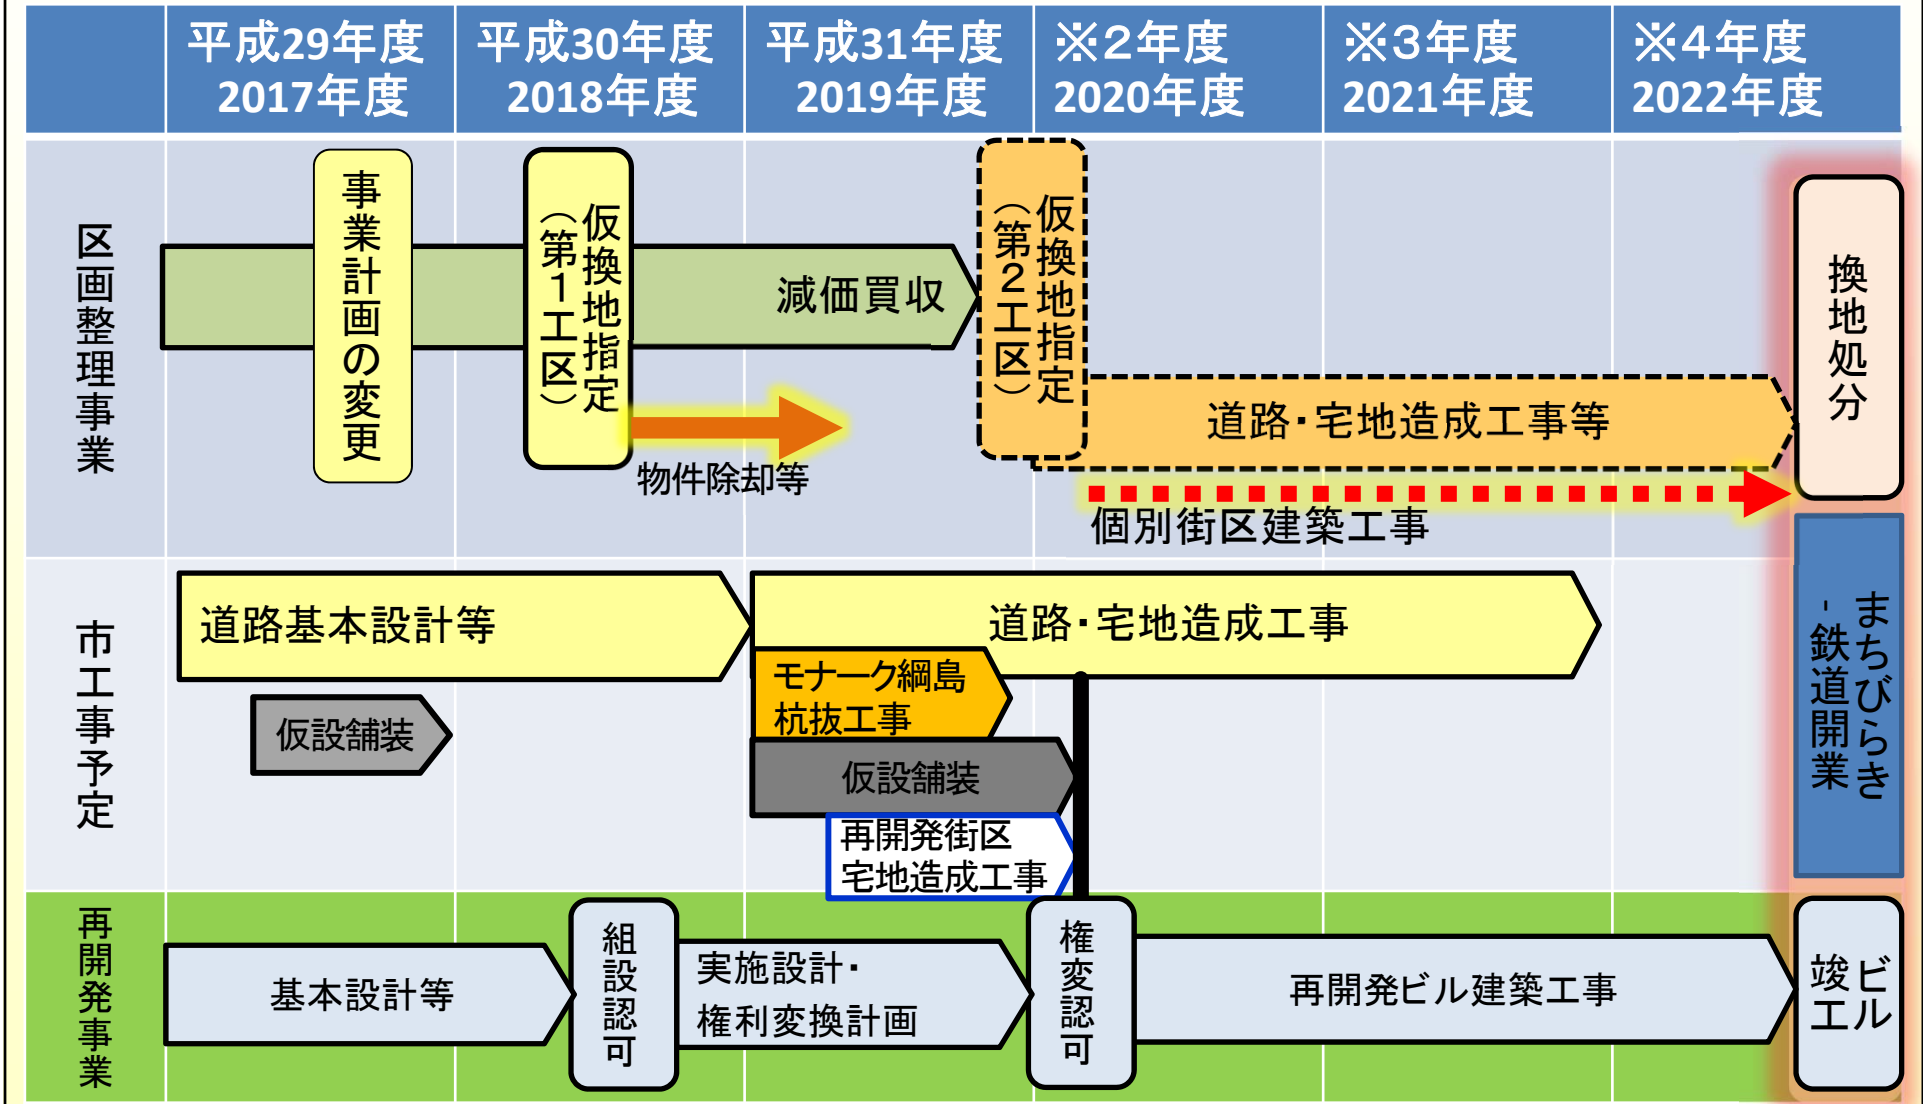 平成29年度
2017年度
平成30年度
2018年度
平成31年度
2019年度
※２年度
2020年度
※３年度
2021年度
※４年度
2022年度
区画整理事業
事業計画の変更
仮換地指定
（第１工区）
減価買収
物件除却等
仮換地指定
（第２工区）
道路・宅地造成工事等
個別街区建築工事
換地処分
市工事予定
道路基本設計等
仮設舗装
道路・宅地造成工事
モナーク綱島
杭抜工事
仮設舗装
再開発街区
宅地造成工事
まちびらき
-鉄道開業
再開発事業
基本設計等
組設認可
実施設計・
権利変換計画
権変認可
再開発ビル建築工事
ビル
竣工